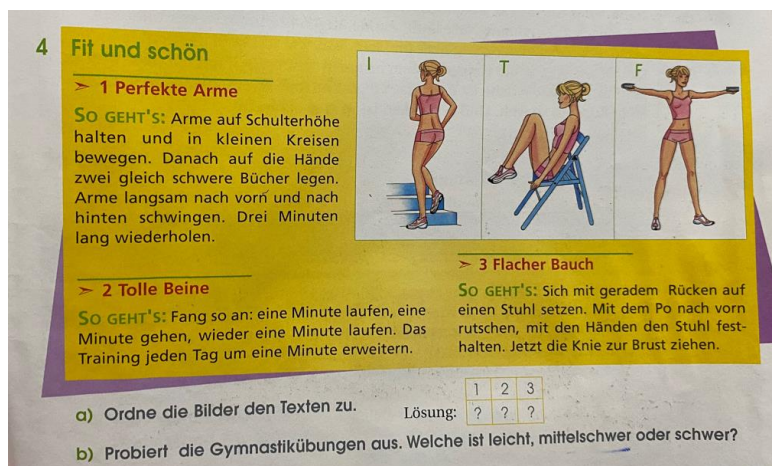 4 Fit und schön
➢ 1 Perfekte Arme
SO GEHT'S: Arme auf Schulterhöhe
halten und in kleinen Kreisen
bewegen. Danach auf die Hände
zwei gleich schwere Bücher legen.
Arme langsam nach vorn und nach
hinten schwingen. Drei Minuten
lang wiederholen.
I T F
➢ 2 Tolle Beine
SO GEHT'S: Fang so an: eine Minute laufen, eine
Minute gehen, wieder eine Minute laufen. Das
Training jeden Tag um eine Minute erweitern.
➢ 3 Flacher Bauch
SO GEHT'S: Sich mit geradem Rücken auf
einen Stuhl setzen. Mit dem Po nach vorn
rutschen, mit den Händen den Stuhl fest-
halten. Jetzt die Knie zur Brust ziehen.
a) Ordne die Bilder den Texten zu.
Lösung:
1 2 3
? ? ?
b) Probiert die Gymnastikübungen aus. Welche ist leicht, mittelschwer oder schwer?